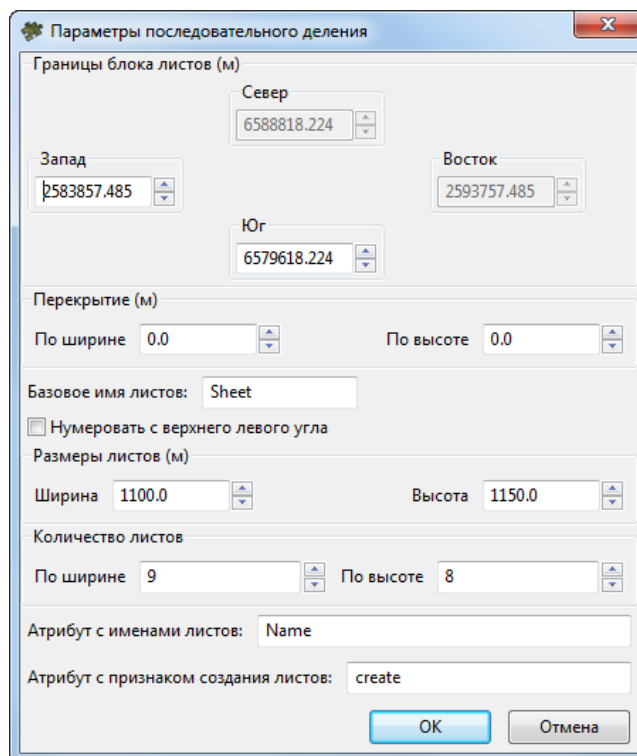 Параметры последовательного деления
Границы блока листов (м)
Север
6588818.224
Запад
2583857.485
Восток
2593757.485
Юг
6579618.224
Перекрытие (м)
По ширине 0.0 По высоте 0.0
Базовое имя листов: Sheet
Нумеровать с верхнего левого угла
Размеры листов (м)
Ширина 1100.0 Высота 1150.0
Количество листов
По ширине 9 По высоте 8
Атрибут с именами листов: Name
Атрибут с признаком создания листов: create
OK Отмена